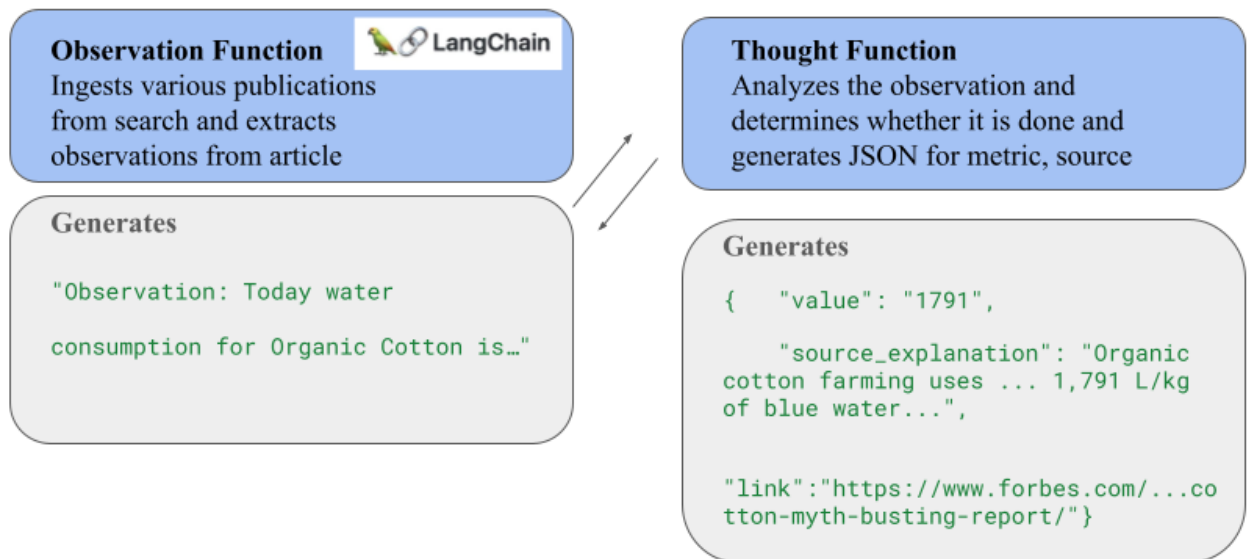 Observation Function
LangChain
Ingests various publications
from search and extracts
observations from article
Generates
"Observation: Today water
consumption for Organic Cotton is…"
Thought Function
Analyzes the observation and
determines whether it is done and
generates JSON for metric, source
Generates
{   "value": "1791",
"source_explanation": "Organic
cotton farming uses ... 1,791 L/kg
of blue water...",
"link":"https://www.forbes.com/...co
tton-myth-busting-report/"}